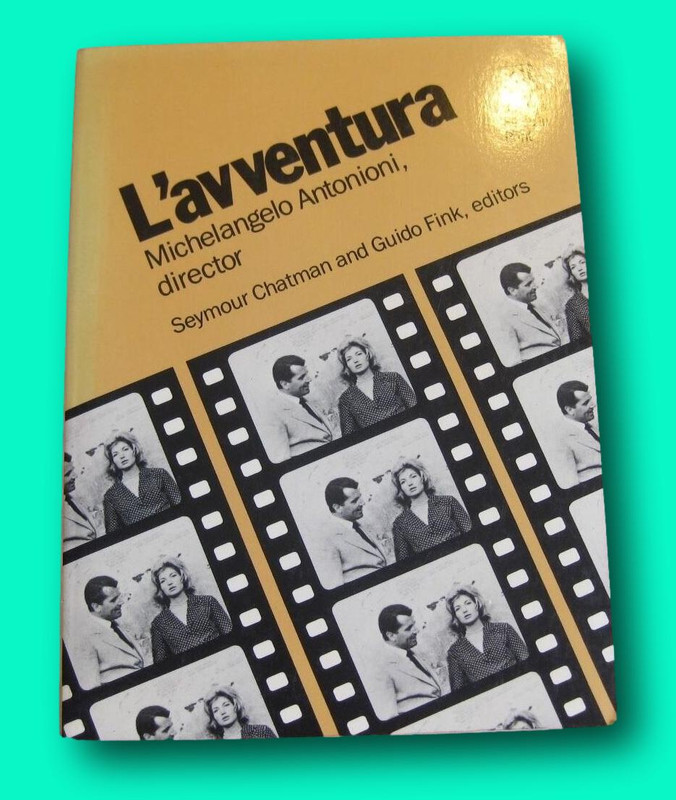 L'avventura
Michelangelo Antonioni,
director
Seymour Chatman and Guido Fink, editors